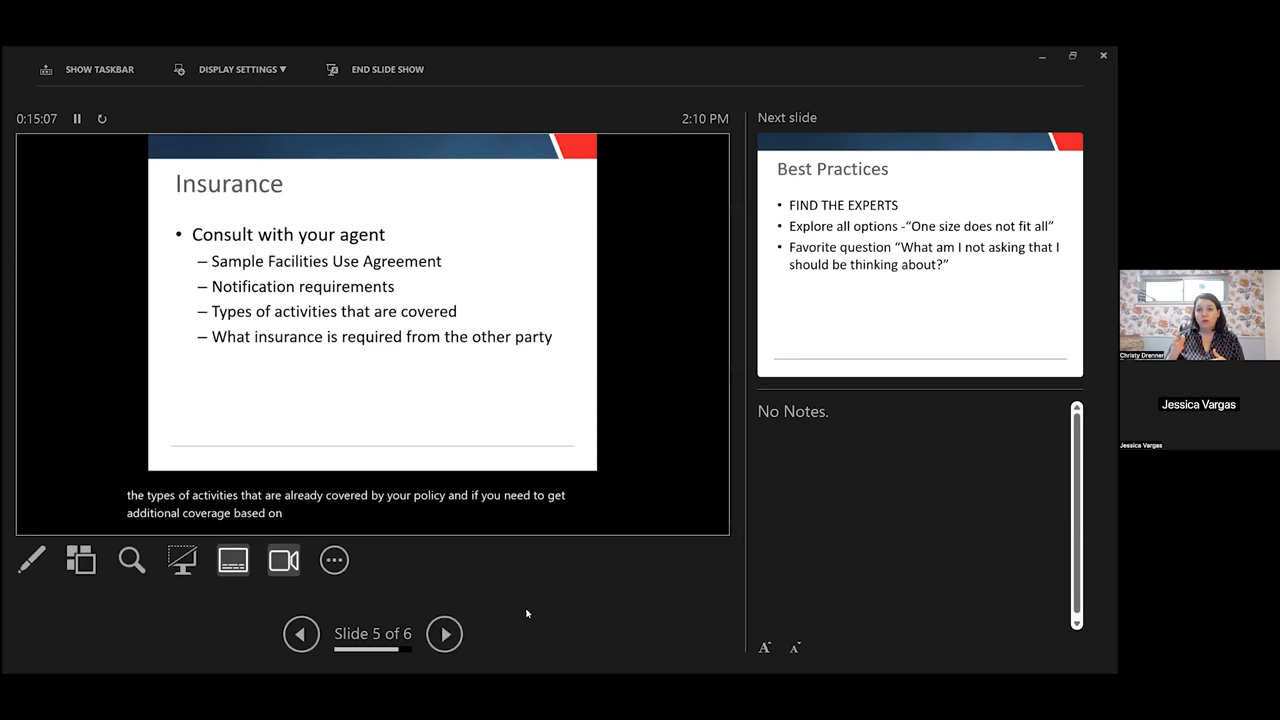 SHOW TASKBAR
DISPLAY SETTINGS ▼
END SLIDE SHOW
0:15:07
2:10 PM
Insurance
• Consult with your agent
– Sample Facilities Use Agreement
– Notification requirements
– Types of activities that are covered
– What insurance is required from the other party
the types of activities that are already covered by your policy and if you need to get
additional coverage based on
Slide 5 of 6
Next slide
Best Practices
• FIND THE EXPERTS
• Explore all options -“One size does not fit all”
• Favorite question “What am I not asking that I
should be thinking about?”
No Notes.
A
A
Christy Drenner
Jessica Vargas
Jessica Vargas